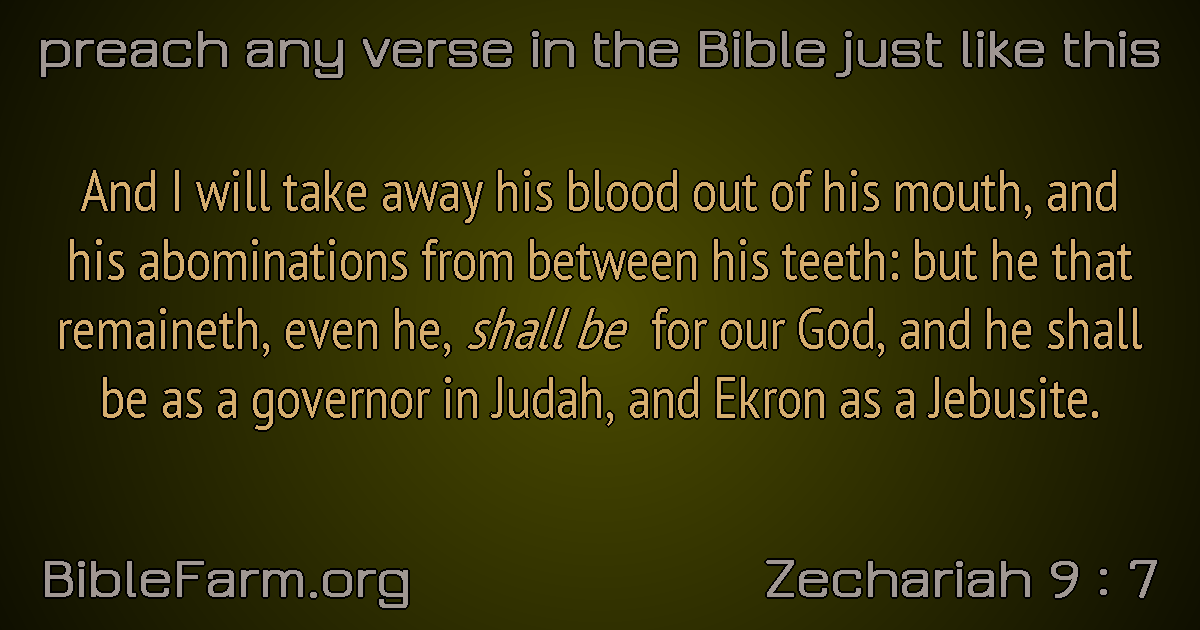 preach any verse in the Bible just like this
And I will take away his blood out of his mouth, and
his abominations from between his teeth: but he that
remaineth, even he, shall be for our God, and he shall
be as a governor in Judah, and Ekron as a Jebusite.
BibleFarm.org
Zechariah 9 : 7